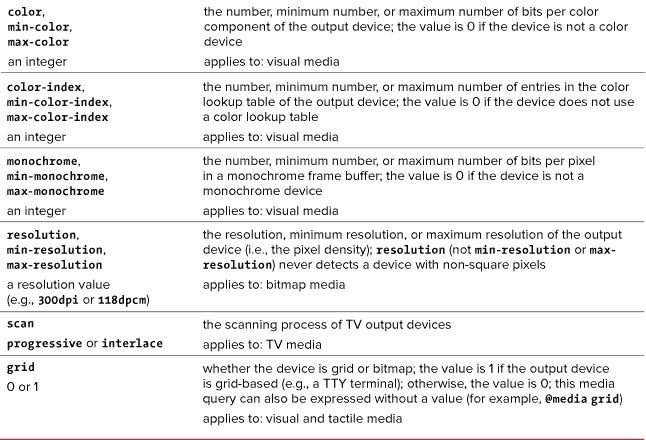 color,
min-color,
max-color
an integer
the number, minimum number, or maximum number of bits per color
component of the output device; the value is 0 if the device is not a color
device
applies to: visual media
color-index,
min-color-index,
max-color-index
an integer
the number, minimum number, or maximum number of entries in the color
lookup table of the output device; the value is 0 if the device does not use
a color lookup table
applies to: visual media
monochrome,
min-monochrome,
max-monochrome
an integer
the number, minimum number, or maximum number of bits per pixel
in a monochrome frame buffer; the value is 0 if the device is not a
monochrome device
applies to: visual media
resolution,
min-resolution,
max-resolution
a resolution value
(e.g., 300dpi or 118dpcm)
the resolution, minimum resolution, or maximum resolution of the output
device (i.e., the pixel density); resolution (not min-resolution or max-
resolution) never detects a device with non-square pixels
applies to: bitmap media
scan
progressive or interlace
the scanning process of TV output devices
applies to: TV media
grid
0 or 1
whether the device is grid or bitmap; the value is 1 if the output device
is grid-based (e.g., a TTY terminal); otherwise, the value is 0; this media
query can also be expressed without a value (for example, @media grid)
applies to: visual and tactile media